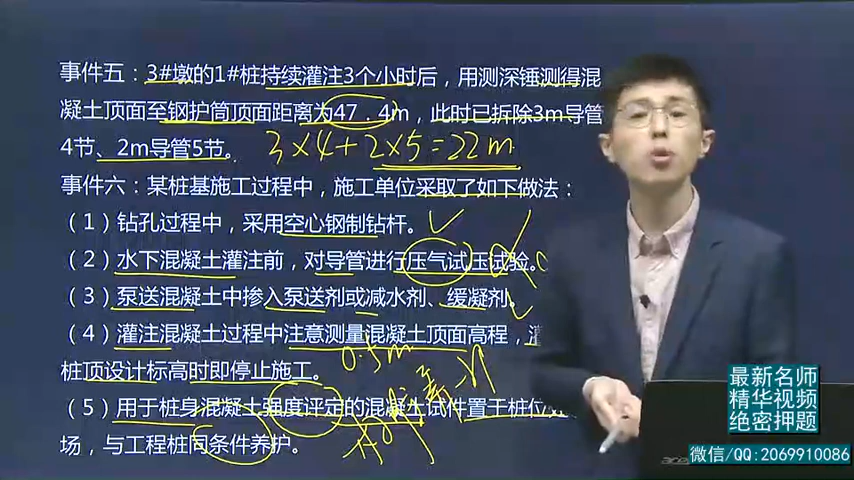 事件五：3#墩的1#桩持续灌注3个小时后，用测深锤测得混
凝土顶面至钢护筒顶面距离为47．4m，此时已拆除3m导管
4节、2m导管5节。
3×4+2×5=22m
事件六：某桩基施工过程中，施工单位采取了如下做法：
（1）钻孔过程中，采用空心钢制钻杆。
（2）水下混凝土灌注前，对导管进行压气试压试验。
（3）泵送混凝土中掺入泵送剂或减水剂、缓凝剂。
（4）灌注混凝土过程中注意测量混凝土顶面高程，灌
桩顶设计标高时即停止施工。
0.5m
（5）用于桩身混凝土强度评定的混凝土试件置于桩位
场，与工程桩同条件养护。
最新名师
精华视频
绝密押题
微信/QQ:2069910086
acer